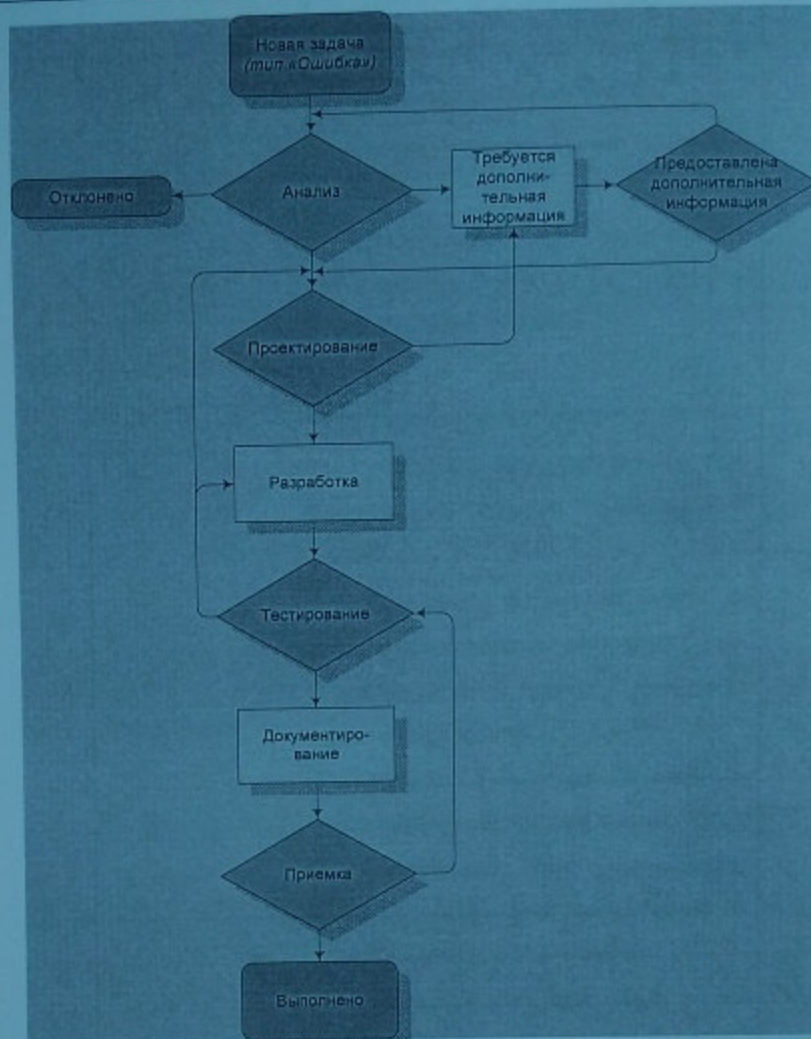 Новая задача
(тип «Ошибка»)
Отклонено
Анализ
Требуется
дополни-
тельная
информация
Предоставлена
дополнительная
информация
Проектирование
Разработка
Тестирование
Документиро-
вание
Приемка
Выполнено